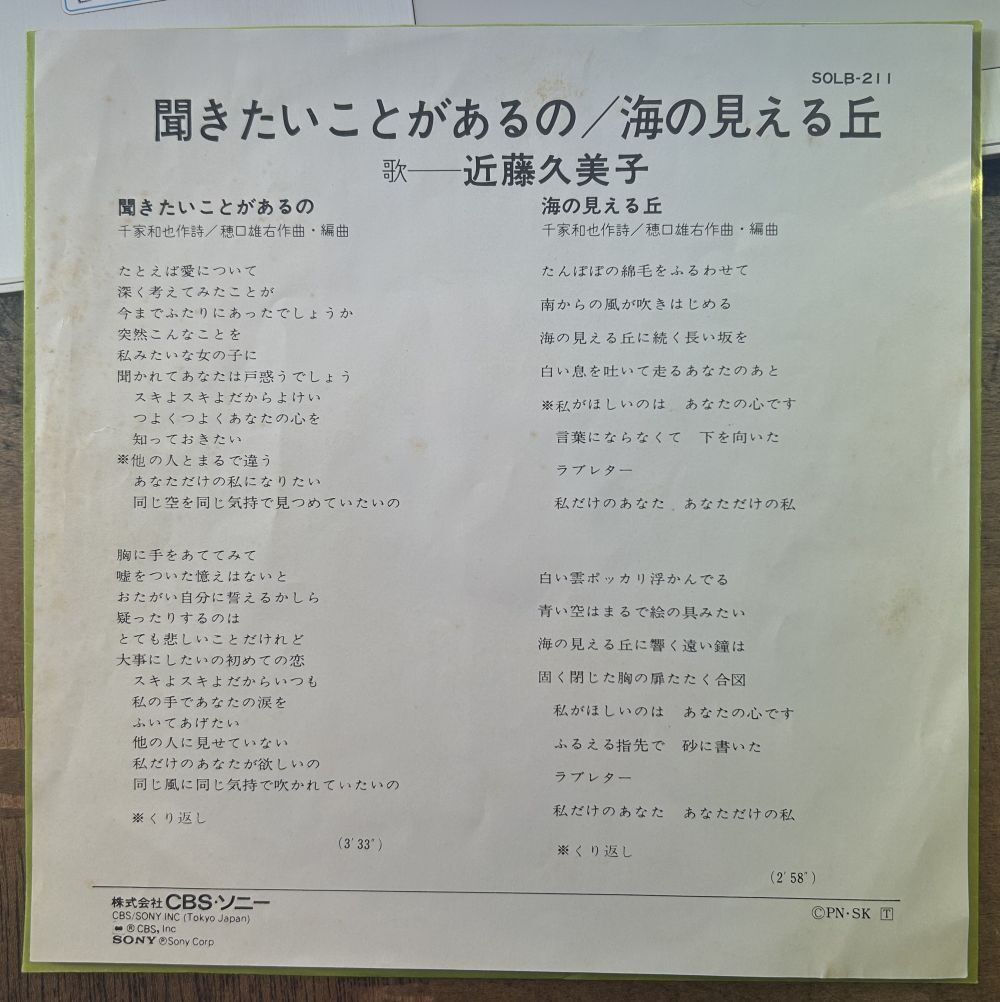 SOLB-211
聞きたいことがあるの／海の見える丘
歌──近藤久美子
聞きたいことがあるの
千家和也作詩／穂口雄右作曲・編曲
たとえば愛について
深く考えてみたことが
今までふたりにあったでしょうか
突然こんなことを
私みたいな女の子に
聞かれてあなたは戸惑うでしょう
スキよスキよだからよけい
つよくつよくあなたの心を
知っておきたい
※他の人とまるで違う
あなただけの私になりたい
同じ空を同じ気持で見つめていたいの
胸に手をあててみて
嘘をついた憶えはないと
おたがい自分に誓えるかしら
疑ったりするのは
とても悲しいことだけれど
大事にしたいの初めての恋
スキよスキよだからいつも
私の手であなたの涙を
ふいてあげたい
他の人に見せていない
私だけのあなたが欲しいの
同じ風に同じ気持で吹かれていたいの
※くり返し
(3′33″)
海の見える丘
千家和也作詩／穂口雄右作曲・編曲
たんぽぽの綿毛をふるわせて
南からの風が吹きはじめる
海の見える丘に続く長い坂を
白い息を吐いて走るあなたのあと
※私がほしいのは　あなたの心です
言葉にならなくて　下を向いた
ラブレター
私だけのあなた　あなただけの私
白い雲ポッカリ浮かんでる
青い空はまるで絵の具みたい
海の見える丘に響く遠い鐘は
固く閉じた胸の扉たたく合図
私がほしいのは　あなたの心です
ふるえる指先で　砂に書いた
ラブレター
私だけのあなた　あなただけの私
※くり返し
(2′58″)
株式会社CBS・ソニー
CBS/SONY INC (Tokyo Japan)
® CBS, Inc
SONY ®Sony Corp
©PN・SK T